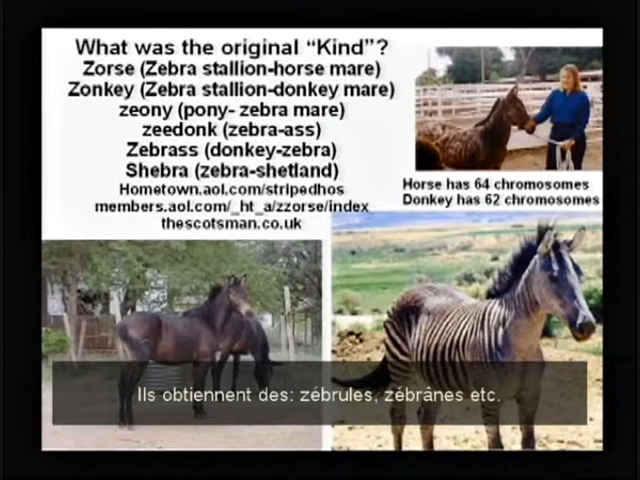 What was the original “Kind”?
Zorse (Zebra stallion-horse mare)
Zonkey (Zebra stallion-donkey mare)
zeony (pony- zebra mare)
zeedonk (zebra-ass)
Zebrass (donkey-zebra)
Shebra (zebra-shetland)
Hometown.aol.com/stripedhos
members.aol.com/_ht_a/zzorse/index
thescotsman.co.uk
Horse has 64 chromosomes
Donkey has 62 chromosomes
Ils obtiennent des: zébrules, zébrânes etc.